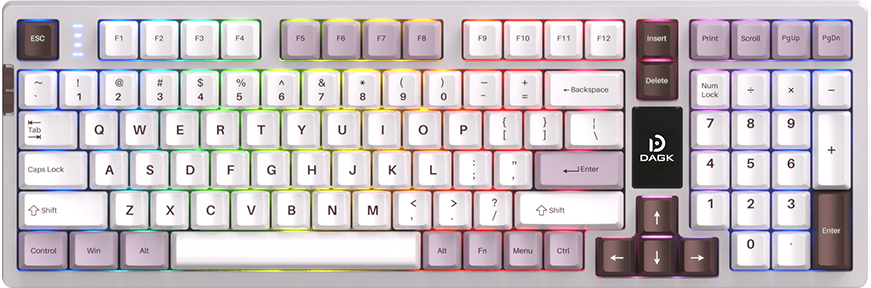 ESC F1 F2 F3 F4 F5 F6 F7 F8 F9 F10 F11 F12 Insert Print Scroll PgUp PgDn
~ ! @ # $ % ^ & * ( ) — + Delete
` 1 2 3 4 5 6 7 8 9 0 - = ←Backspace Num Lock ÷ × −
Tab Q W E R T Y U I O P { [ } ] | \ 7 8 9 +
DAGK
Caps Lock A S D F G H J K L : ; " , Enter 4 5 6
⇧ Shift Z X C V B N M < , > . ? / ⇧ Shift ↑ 1 2 3 Enter
Control Win Alt Alt Fn Menu Ctrl ← ↓ → 0 .